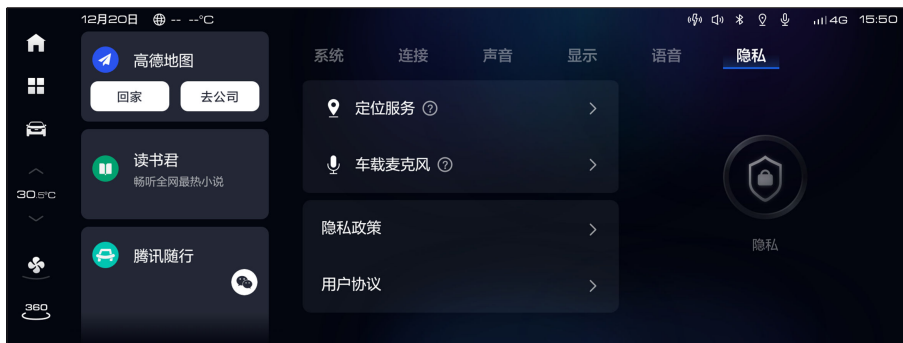 12月20日 -- --°C
4G 15:50
高德地图
回家 去公司
读书君
畅听全网最热小说
30.5°C
腾讯随行
360
系统 连接 声音 显示 语音 隐私
定位服务 ?
车载麦克风 ?
隐私政策
用户协议
隐私